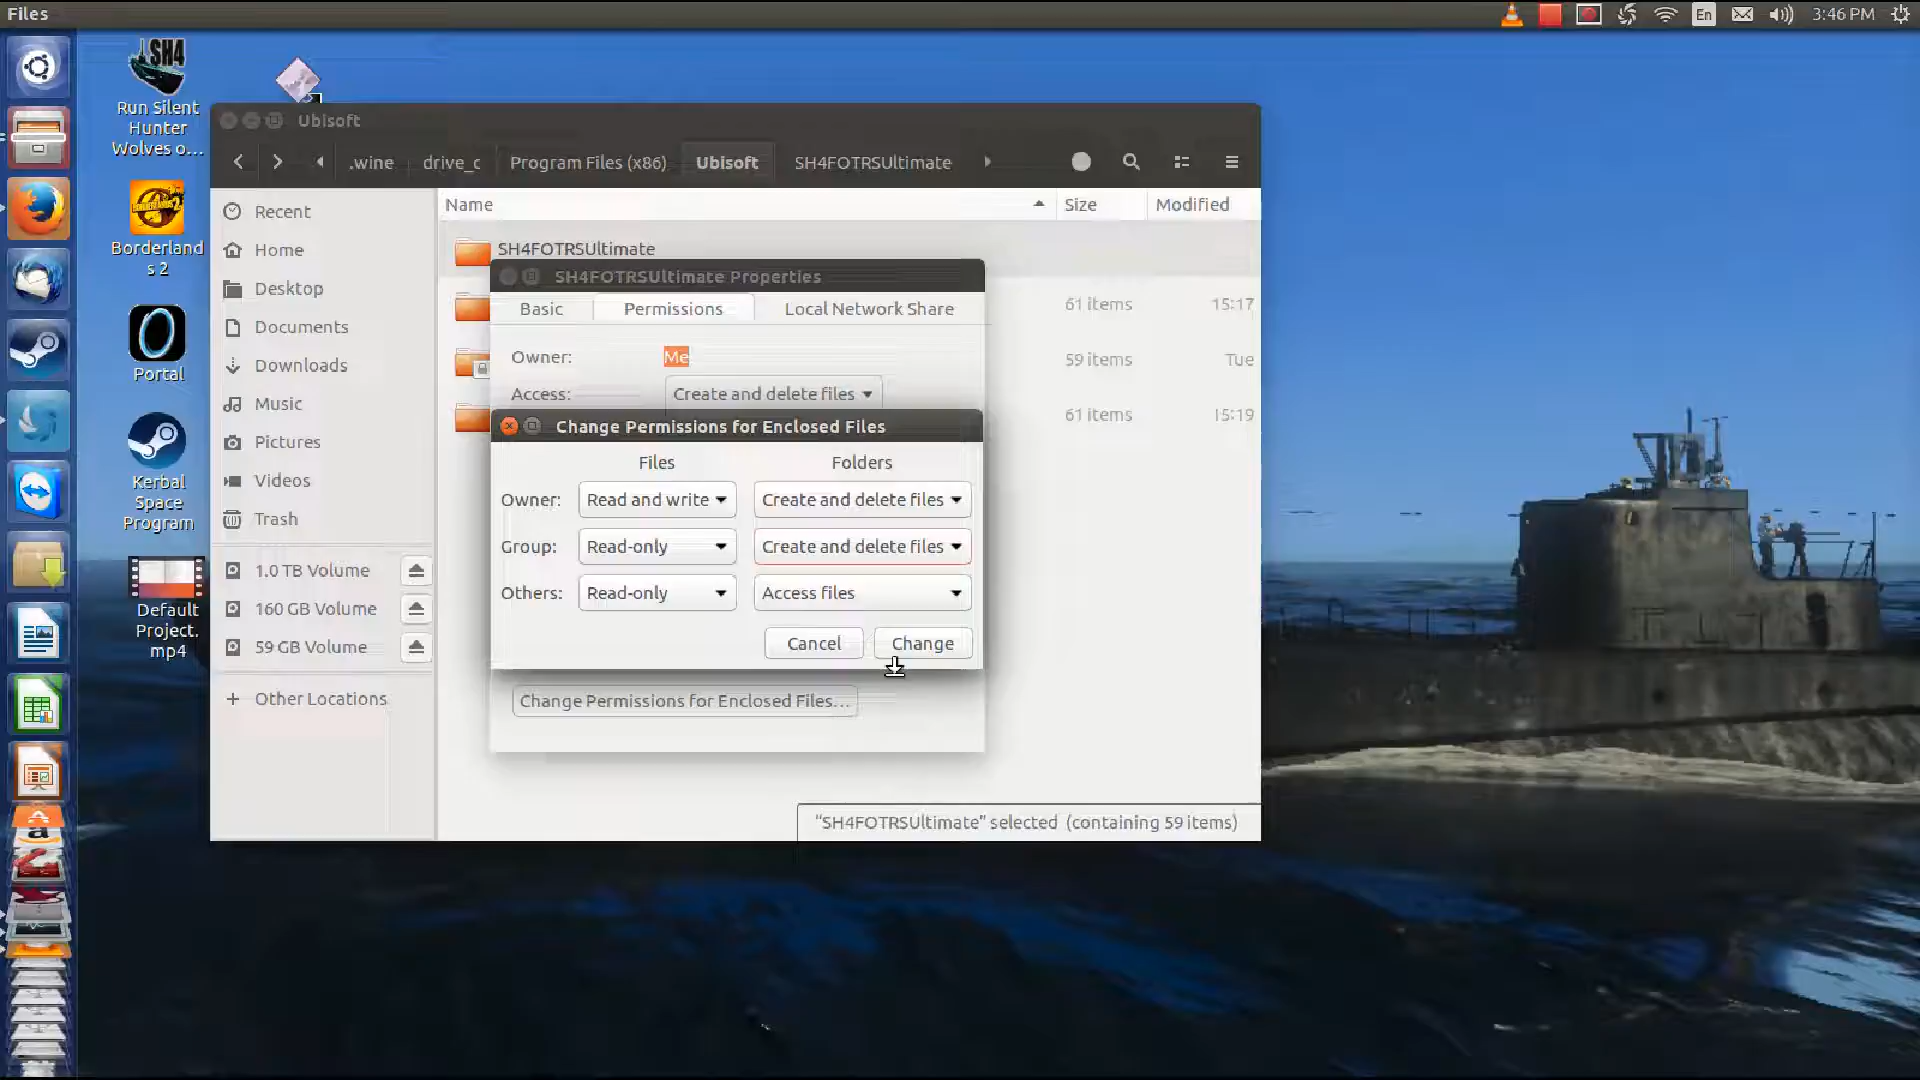 Files
En
3:46 PM
SH4
Run Silent
Hunter
Wolves o...
Borderland
s 2
Portal
Kerbal
Space
Program
Default
Project.
mp4
Ubisoft
.wine
drive_c
Program Files (x86)
Ubisoft
SH4FOTRSUltimate
Recent
Home
Desktop
Documents
Downloads
Music
Pictures
Videos
Trash
1.0 TB Volume
160 GB Volume
59 GB Volume
Other Locations
Name
Size
Modified
SH4FOTRSUltimate
61 items
15:17
59 items
Tue
61 items
15:19
SH4FOTRSUltimate Properties
Basic
Permissions
Local Network Share
Owner:
Me
Access:
Create and delete files
Change Permissions for Enclosed Files
Files
Folders
Owner:
Read and write
Create and delete files
Group:
Read-only
Create and delete files
Others:
Read-only
Access files
Cancel
Change
Change Permissions for Enclosed Files...
"SH4FOTRSUltimate" selected (containing 59 items)